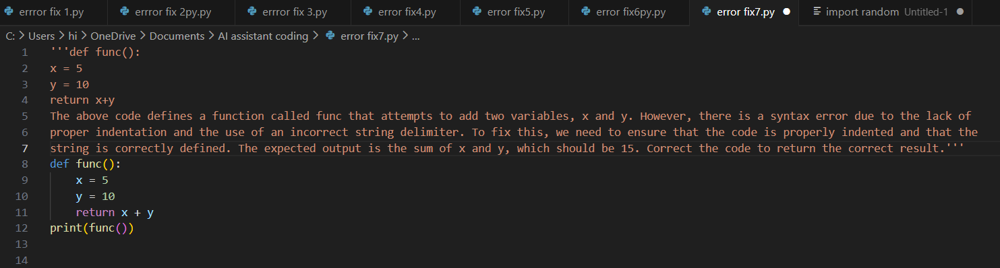 errror fix 1.py errror fix 2py.py errror fix 3.py error fix4.py errror fix5.py error fix6py.py error fix7.py import random Untitled-1
C: > Users > hi > OneDrive > Documents > AI assistant coding > error fix7.py > ...
1 '''def func():
2 x = 5
3 y = 10
4 return x+y
5 The above code defines a function called func that attempts to add two variables, x and y. However, there is a syntax error due to the lack of
6 proper indentation and the use of an incorrect string delimiter. To fix this, we need to ensure that the code is properly indented and that the
7 string is correctly defined. The expected output is the sum of x and y, which should be 15. Correct the code to return the correct result.'''
8 def func():
9     x = 5
10     y = 10
11     return x + y
12 print(func())
13
14